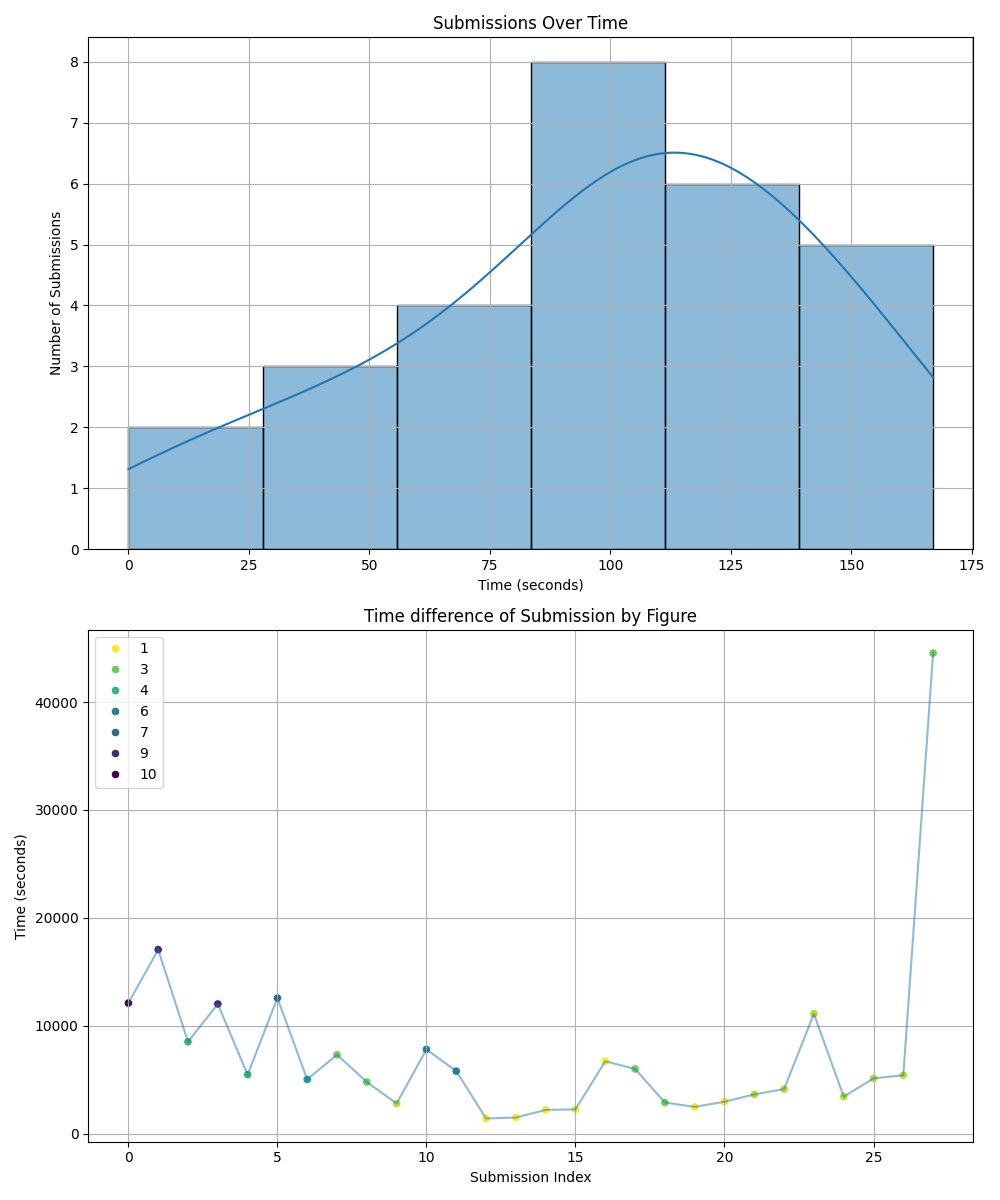 Submissions Over Time
8
7
6
5
4
3
2
1
0
Number of Submissions
0 25 50 75 100 125 150 175
Time (seconds)
Time difference of Submission by Figure
1
3
4
6
7
9
10
40000
30000
20000
10000
0
Time (seconds)
0 5 10 15 20 25
Submission Index